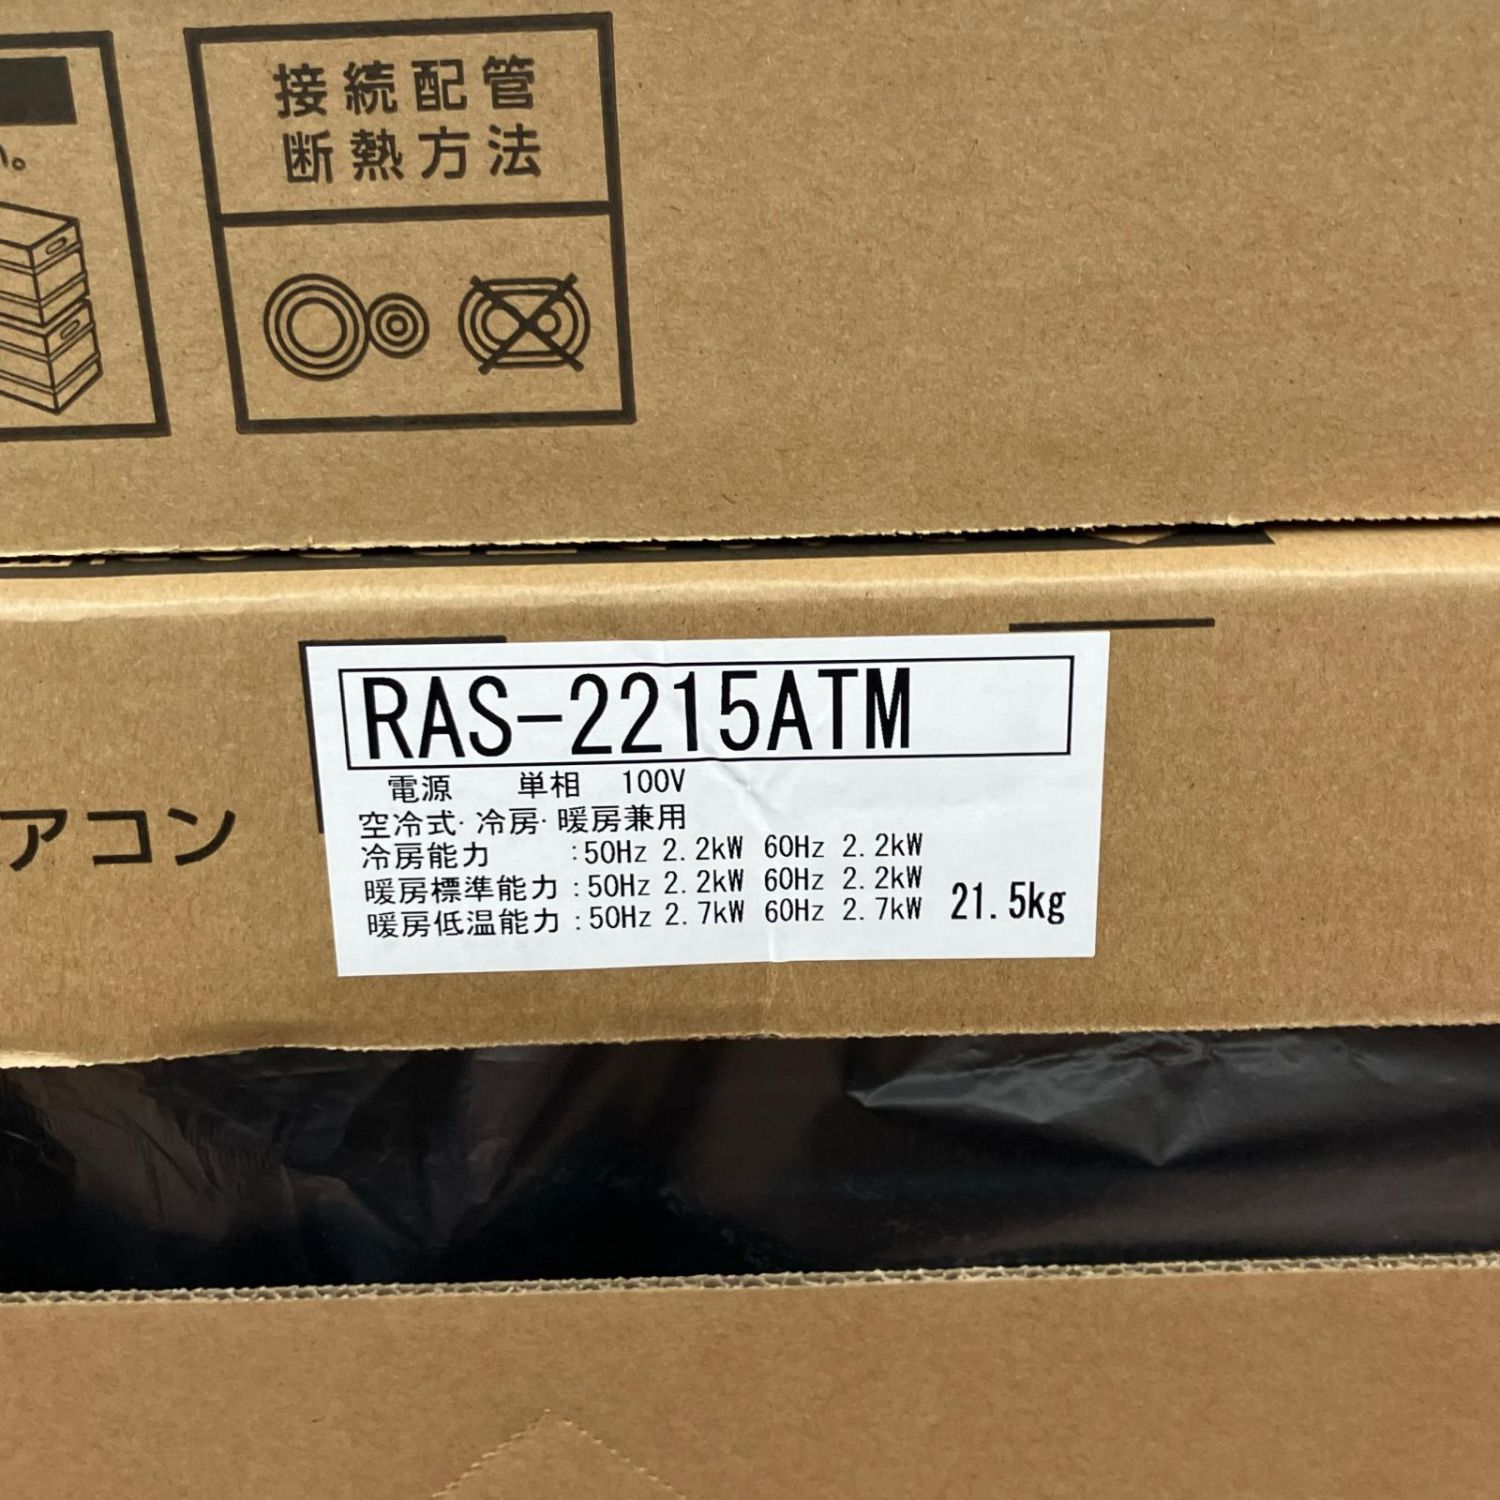 接続配管
断熱方法
い。
RAS-2215ATM
電源 単相 100V
空冷式・冷房・暖房兼用
冷房能力 :50Hz 2.2kW 60Hz 2.2kW
暖房標準能力:50Hz 2.2kW 60Hz 2.2kW
暖房低温能力:50Hz 2.7kW 60Hz 2.7kW
21.5kg
エアコン